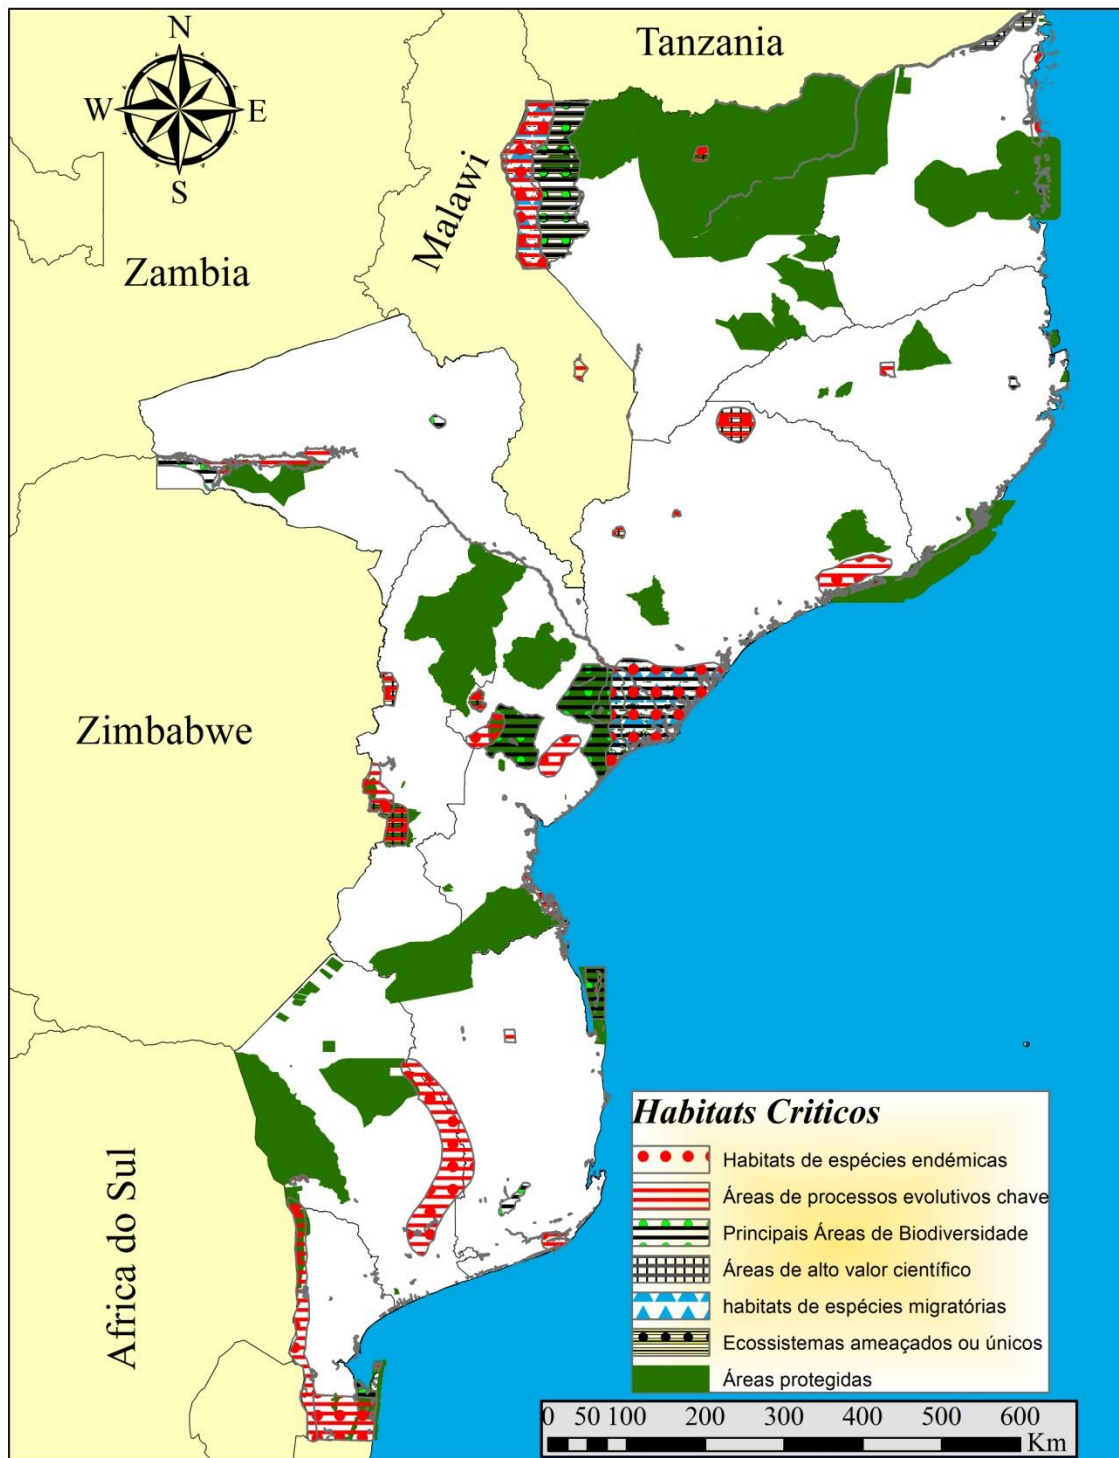 N
W E
S
Tanzania
Malawi
Zambia
Zimbabwe
Africa do Sul
Habitats Criticos
Habitats de espécies endémicas
Áreas de processos evolutivos chave
Principais Áreas de Biodiversidade
Áreas de alto valor científico
habitats de espécies migratórias
Ecossistemas ameaçados ou únicos
Áreas protegidas
0 50 100 200 300 400 500 600
Km